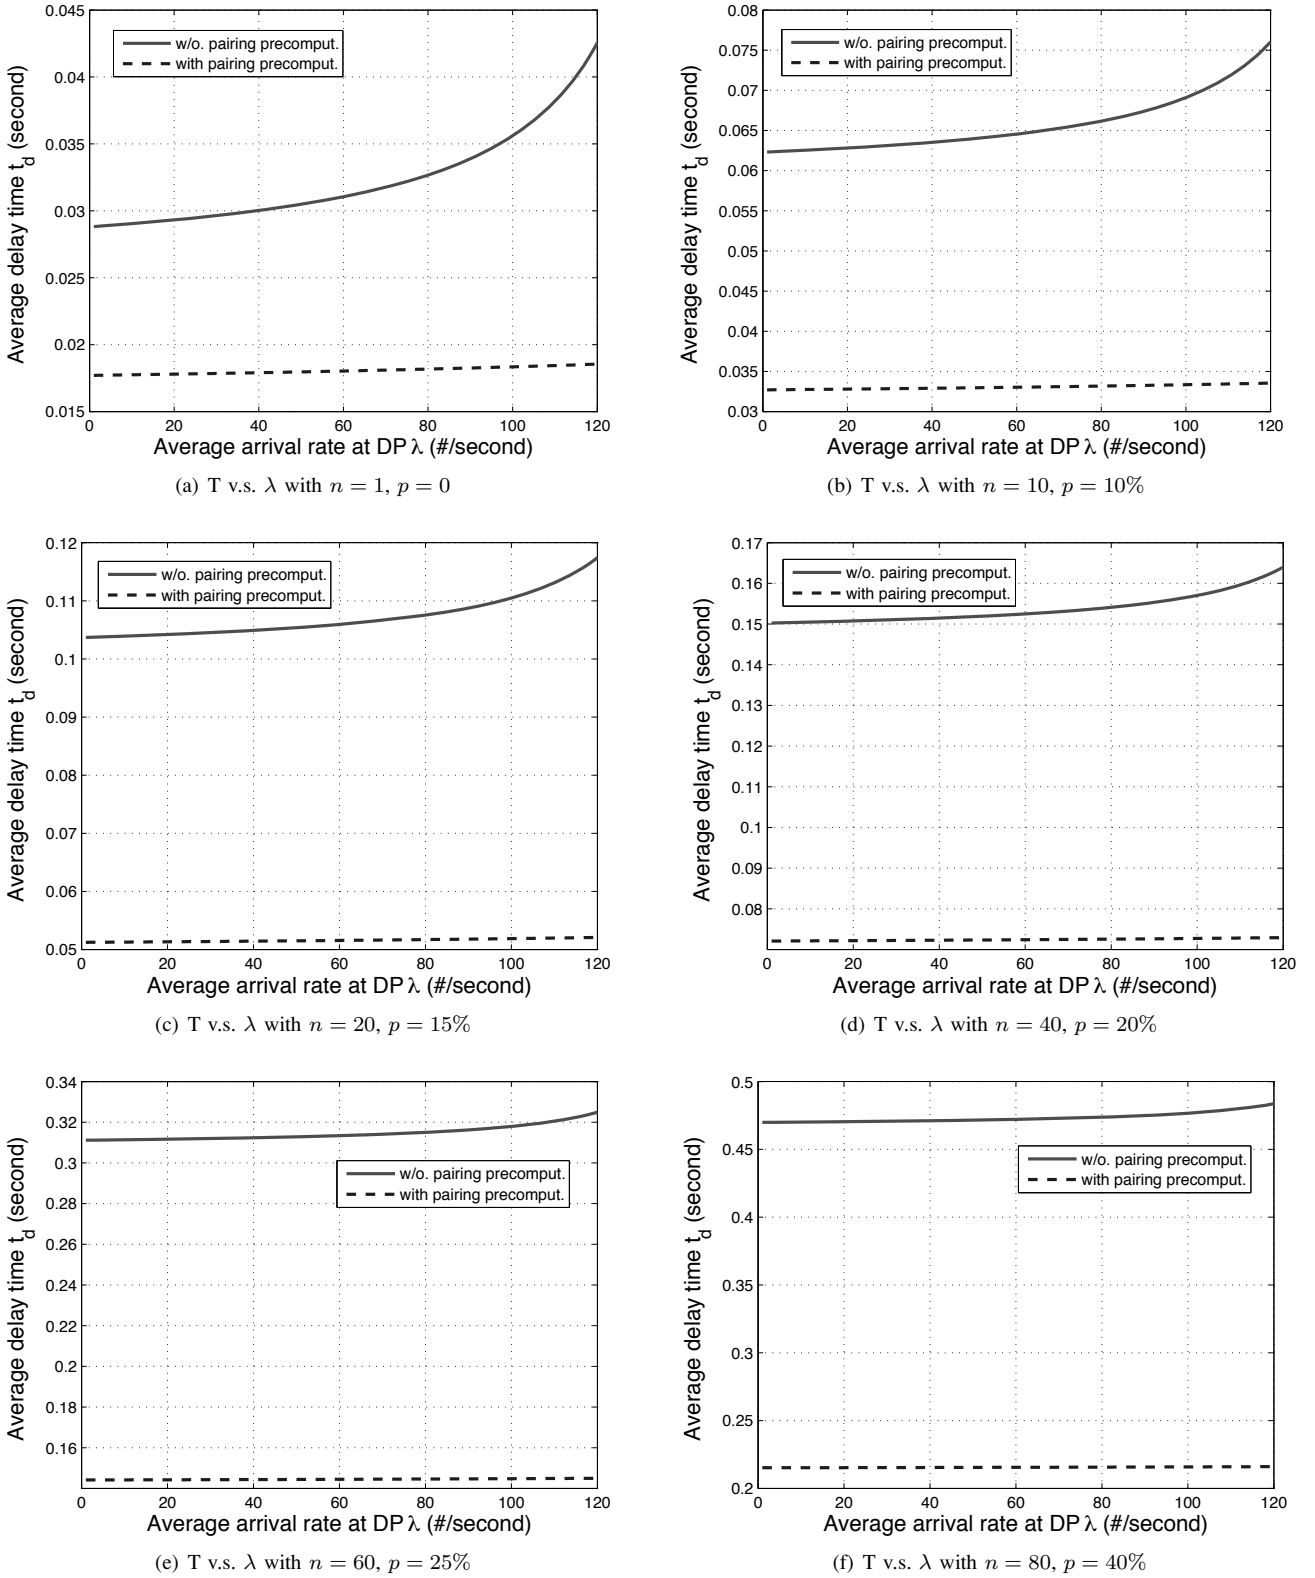 0.045
0.04
0.035
0.03
0.025
0.02
0.015
w/o. pairing precomput.
with pairing precomput.
0 20 40 60 80 100 120
Average delay time t_d (second)
Average arrival rate at DP λ (#/second)
(a) T v.s. λ with n = 1, p = 0
0.08
0.075
0.07
0.065
0.06
0.055
0.05
0.045
0.04
0.035
0.03
w/o. pairing precomput.
with pairing precomput.
0 20 40 60 80 100 120
Average delay time t_d (second)
Average arrival rate at DP λ (#/second)
(b) T v.s. λ with n = 10, p = 10%
0.12
0.11
0.1
0.09
0.08
0.07
0.06
0.05
w/o. pairing precomput.
with pairing precomput.
0 20 40 60 80 100 120
Average delay time t_d (second)
Average arrival rate at DP λ (#/second)
(c) T v.s. λ with n = 20, p = 15%
0.17
0.16
0.15
0.14
0.13
0.12
0.11
0.1
0.09
0.08
w/o. pairing precomput.
with pairing precomput.
0 20 40 60 80 100 120
Average delay time t_d (second)
Average arrival rate at DP λ (#/second)
(d) T v.s. λ with n = 40, p = 20%
0.34
0.32
0.3
0.28
0.26
0.24
0.22
0.2
0.18
0.16
w/o. pairing precomput.
with pairing precomput.
0 20 40 60 80 100 120
Average delay time t_d (second)
Average arrival rate at DP λ (#/second)
(e) T v.s. λ with n = 60, p = 25%
0.5
0.45
0.4
0.35
0.3
0.25
0.2
w/o. pairing precomput.
with pairing precomput.
0 20 40 60 80 100 120
Average delay time t_d (second)
Average arrival rate at DP λ (#/second)
(f) T v.s. λ with n = 80, p = 40%